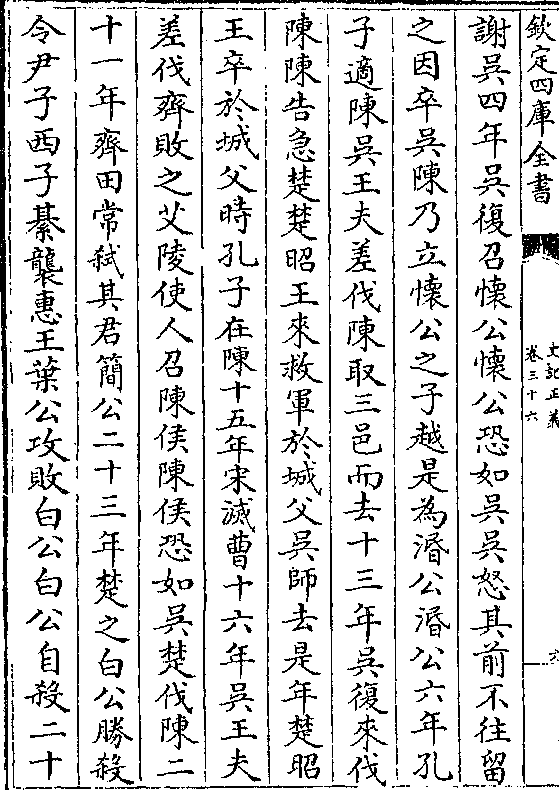 欽定四庫全書
史記正義
卷三十六
謝吳四年吳復召懷公懷公恐如吳吳怒其前不往留
之因卒吳陳乃立懷公之子越是為湣公湣公六年孔
子適陳吳王夫差伐陳取三邑而去十三年吳復來伐
陳陳告急楚楚昭王來救軍於城父吳師去是年楚昭
王卒於城父時孔子在陳十五年宋滅曹十六年吳王夫
差伐齊敗之艾陵使人召陳侯陳侯恐如吳楚伐陳二
十一年齊田常弑其君簡公二十三年楚之白公勝殺
令尹子西子綦襲惠王葉公攻敗白公白公自殺二十